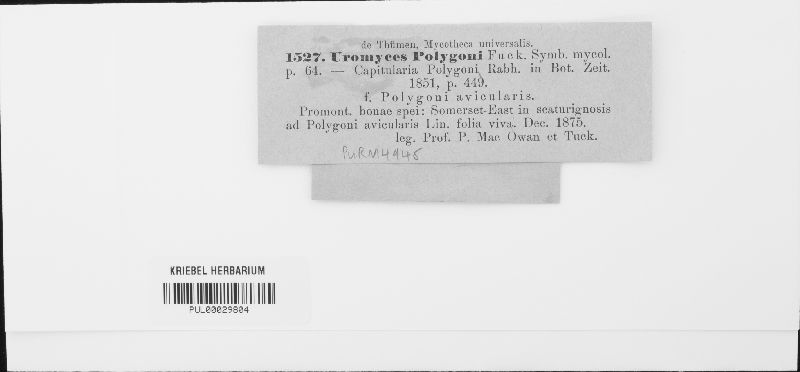 de Thümen, Mycotheca universalis.
1527. Uromyces Polygoni Fuck. Symb. mycol.
p. 64. — Capitularia Polygoni Rabh. in Bot. Zeit.
1851, p. 449.
f. Polygoni avicularis.
Promont. bonae spei: Somerset-East in scaturignosis
ad Polygoni avicularis Lin. folia viva. Dec. 1875.
leg. Prof. P. Mac Owan et Tuck.
PURM4445
KRIEBEL HERBARIUM
PU_00029804